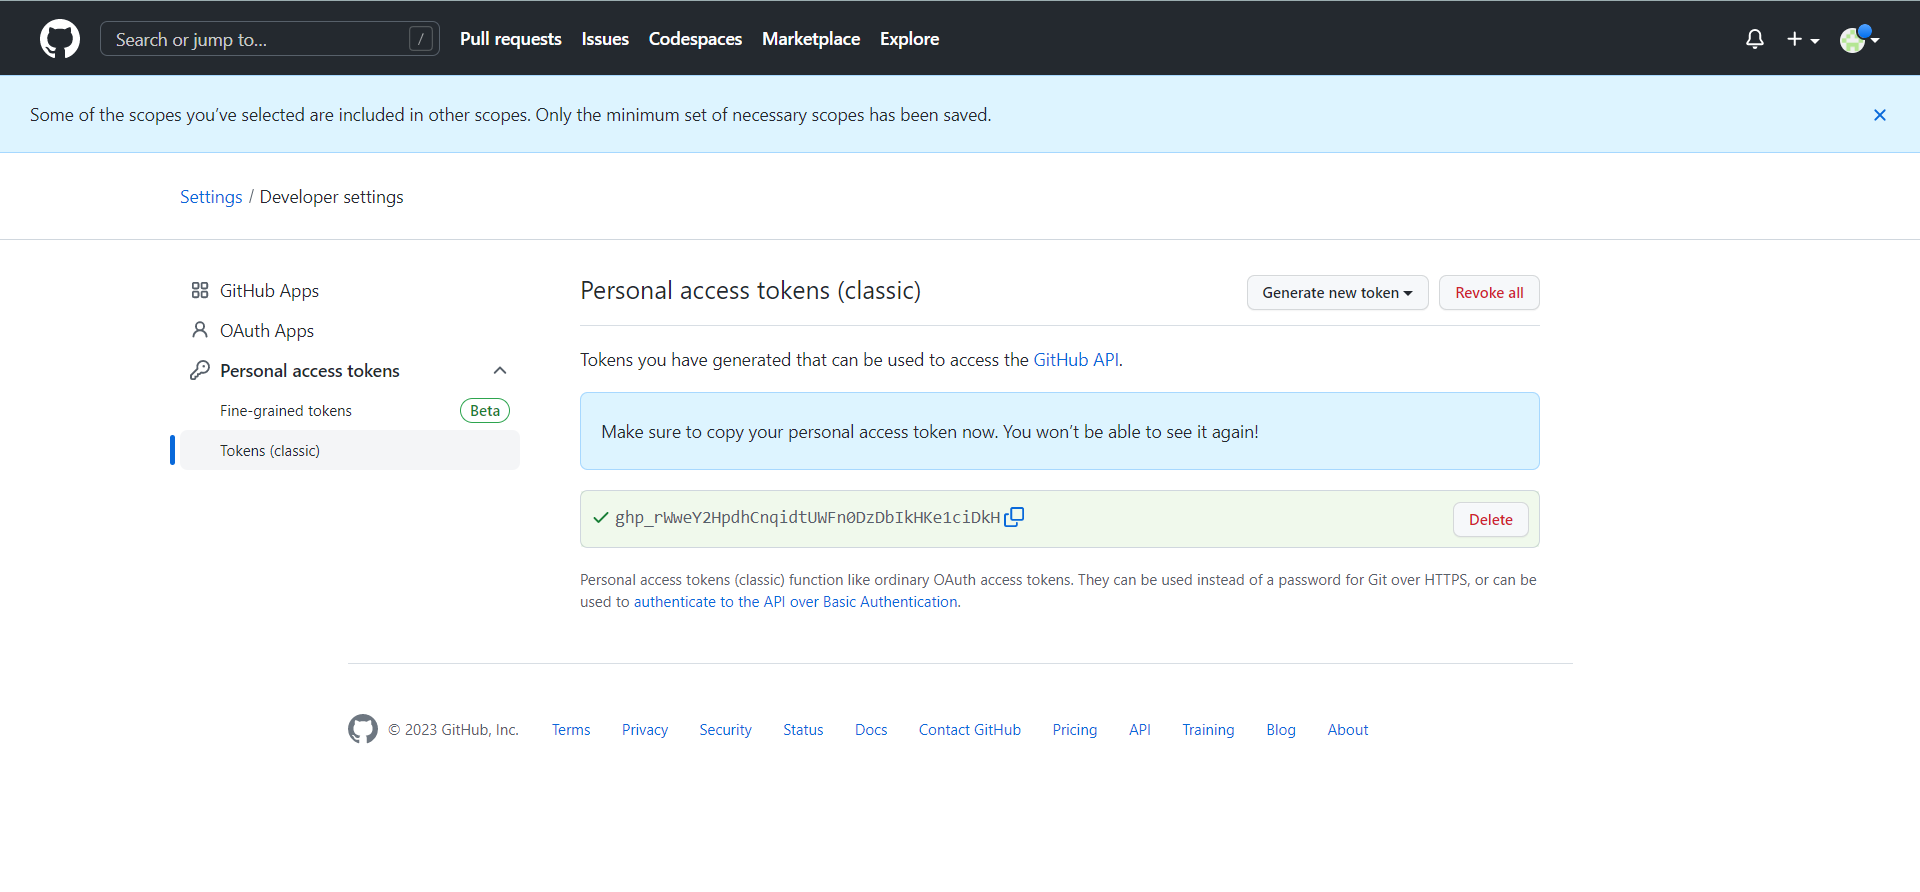 Search or jump to... /
Pull requests Issues Codespaces Marketplace Explore
Some of the scopes you've selected are included in other scopes. Only the minimum set of necessary scopes has been saved.
Settings / Developer settings
GitHub Apps
OAuth Apps
Personal access tokens
Fine-grained tokens Beta
Tokens (classic)
Personal access tokens (classic)
Generate new token Revoke all
Tokens you have generated that can be used to access the GitHub API.
Make sure to copy your personal access token now. You won't be able to see it again!
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 Delete
Personal access tokens (classic) function like ordinary OAuth access tokens. They can be used instead of a password for Git over HTTPS, or can be
used to authenticate to the API over Basic Authentication.
© 2023 GitHub, Inc. Terms Privacy Security Status Docs Contact GitHub Pricing API Training Blog About